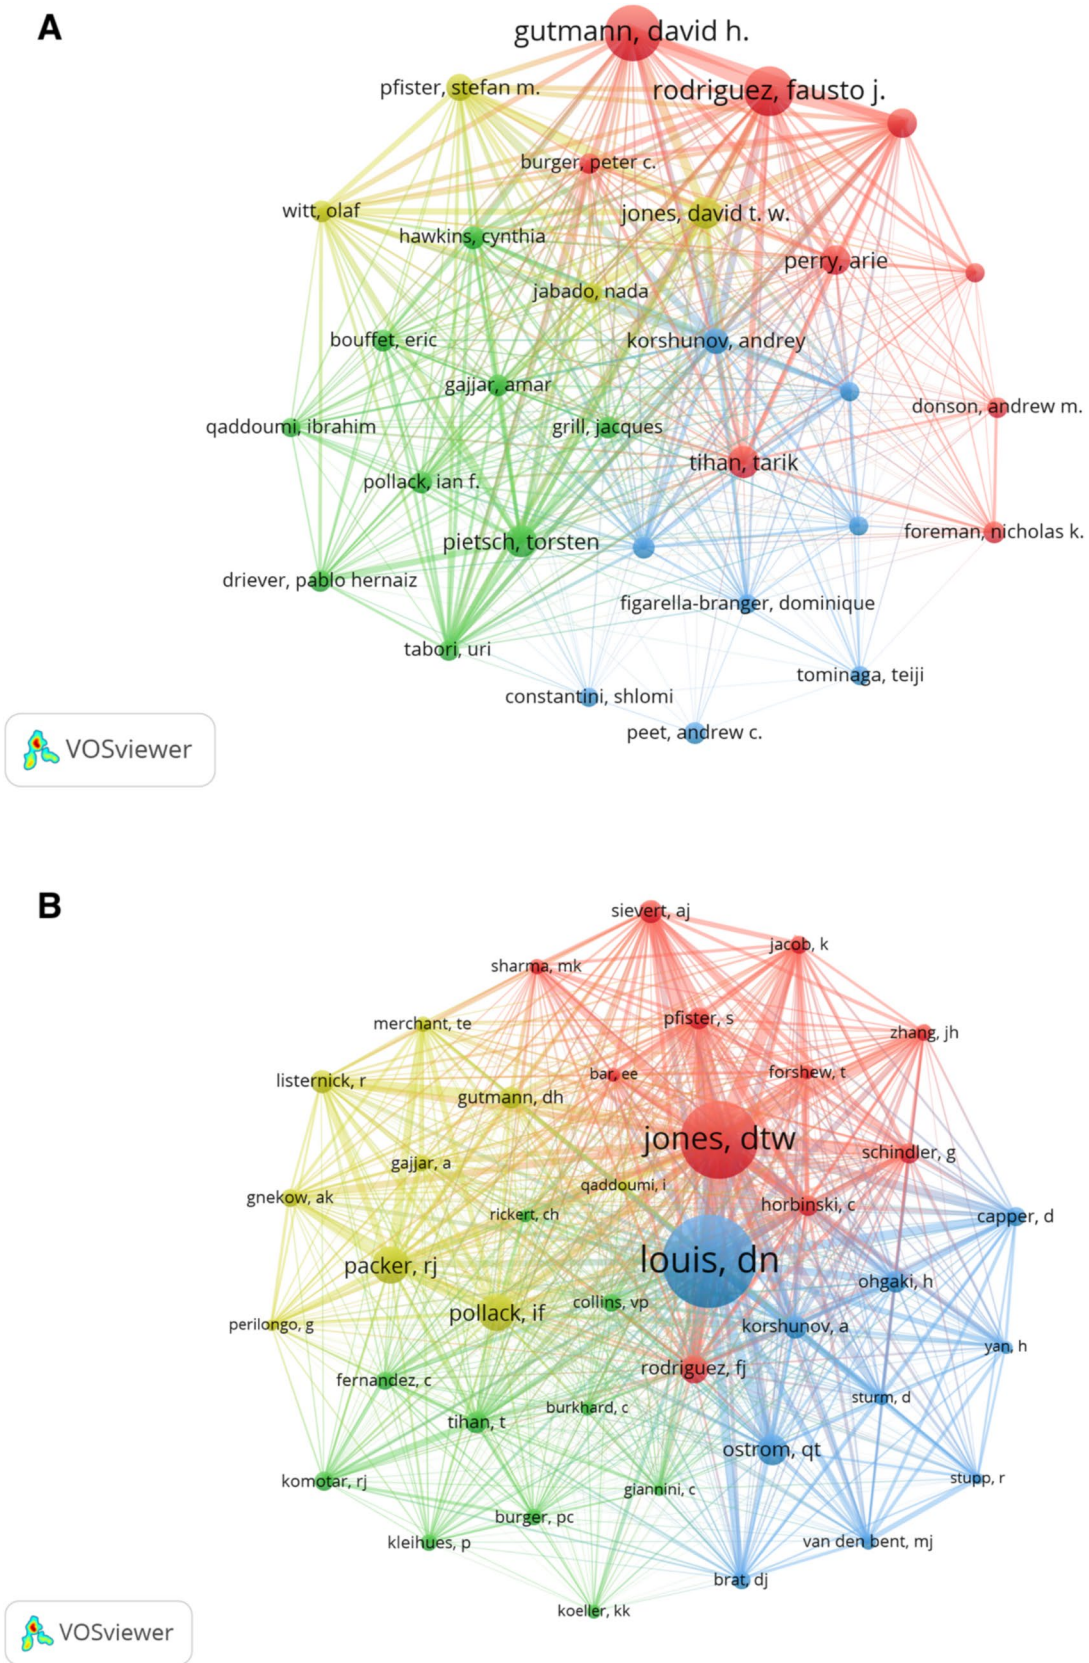 A
gutmann, david h.
pfister, stefan m.
rodriguez, fausto j.
burger, peter c.
witt, olaf
jones, david t. w.
hawkins, cynthia
perry, arie
jabado, nada
bouffet, eric
korshunov, andrey
gajjar, amar
donson, andrew m.
qaddoumi, ibrahim
grill, jacques
tihan, tarik
pollack, ian f.
foreman, nicholas k.
pietsch, torsten
driever, pablo hernaiz
figarella-branger, dominique
tabori, uri
tominaga, teiji
constantini, shlomi
peet, andrew c.
VOSviewer
B
sievert, aj
jacob, k
sharma, mk
merchant, te
pfister, s
zhang, jh
listernick, r
bar, ee
forshew, t
gutmann, dh
jones, dtw
schindler, g
gajjar, a
qaddoumi, i
gnekow, ak
horbinski, c
rickert, ch
capper, d
packer, rj
louis, dn
ohgaki, h
pollack, if
collins, vp
perilongo, g
korshunov, a
yan, h
fernandez, c
rodriguez, fj
sturm, d
burkhard, c
tihan, t
ostrom, qt
komotar, rj
giannini, c
stupp, r
burger, pc
kleihues, p
van den bent, mj
brat, dj
koeller, kk
VOSviewer